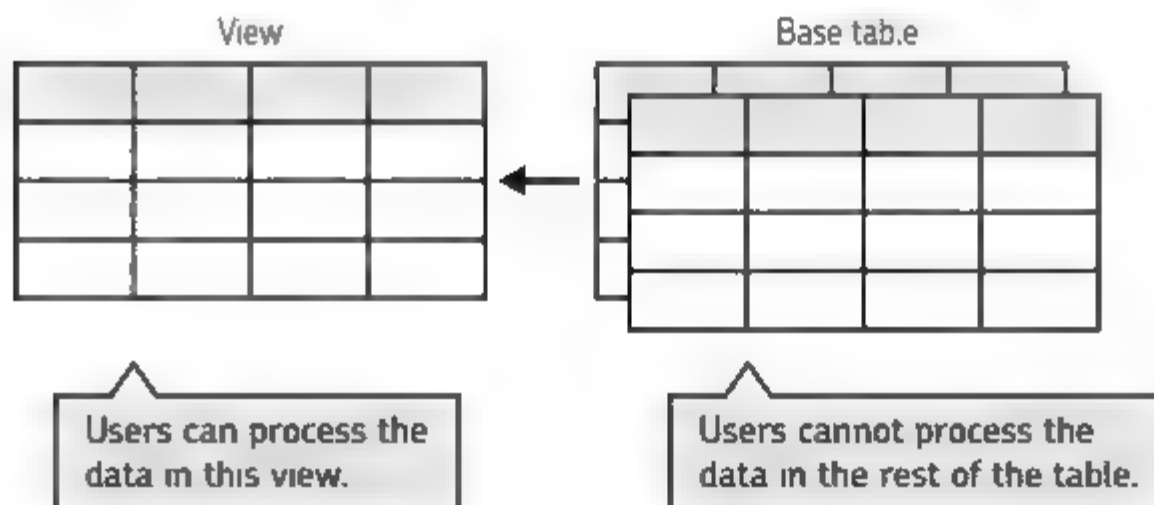 View
Base tab.e
Users can process the
data in this view.
Users cannot process the
data in the rest of the table.